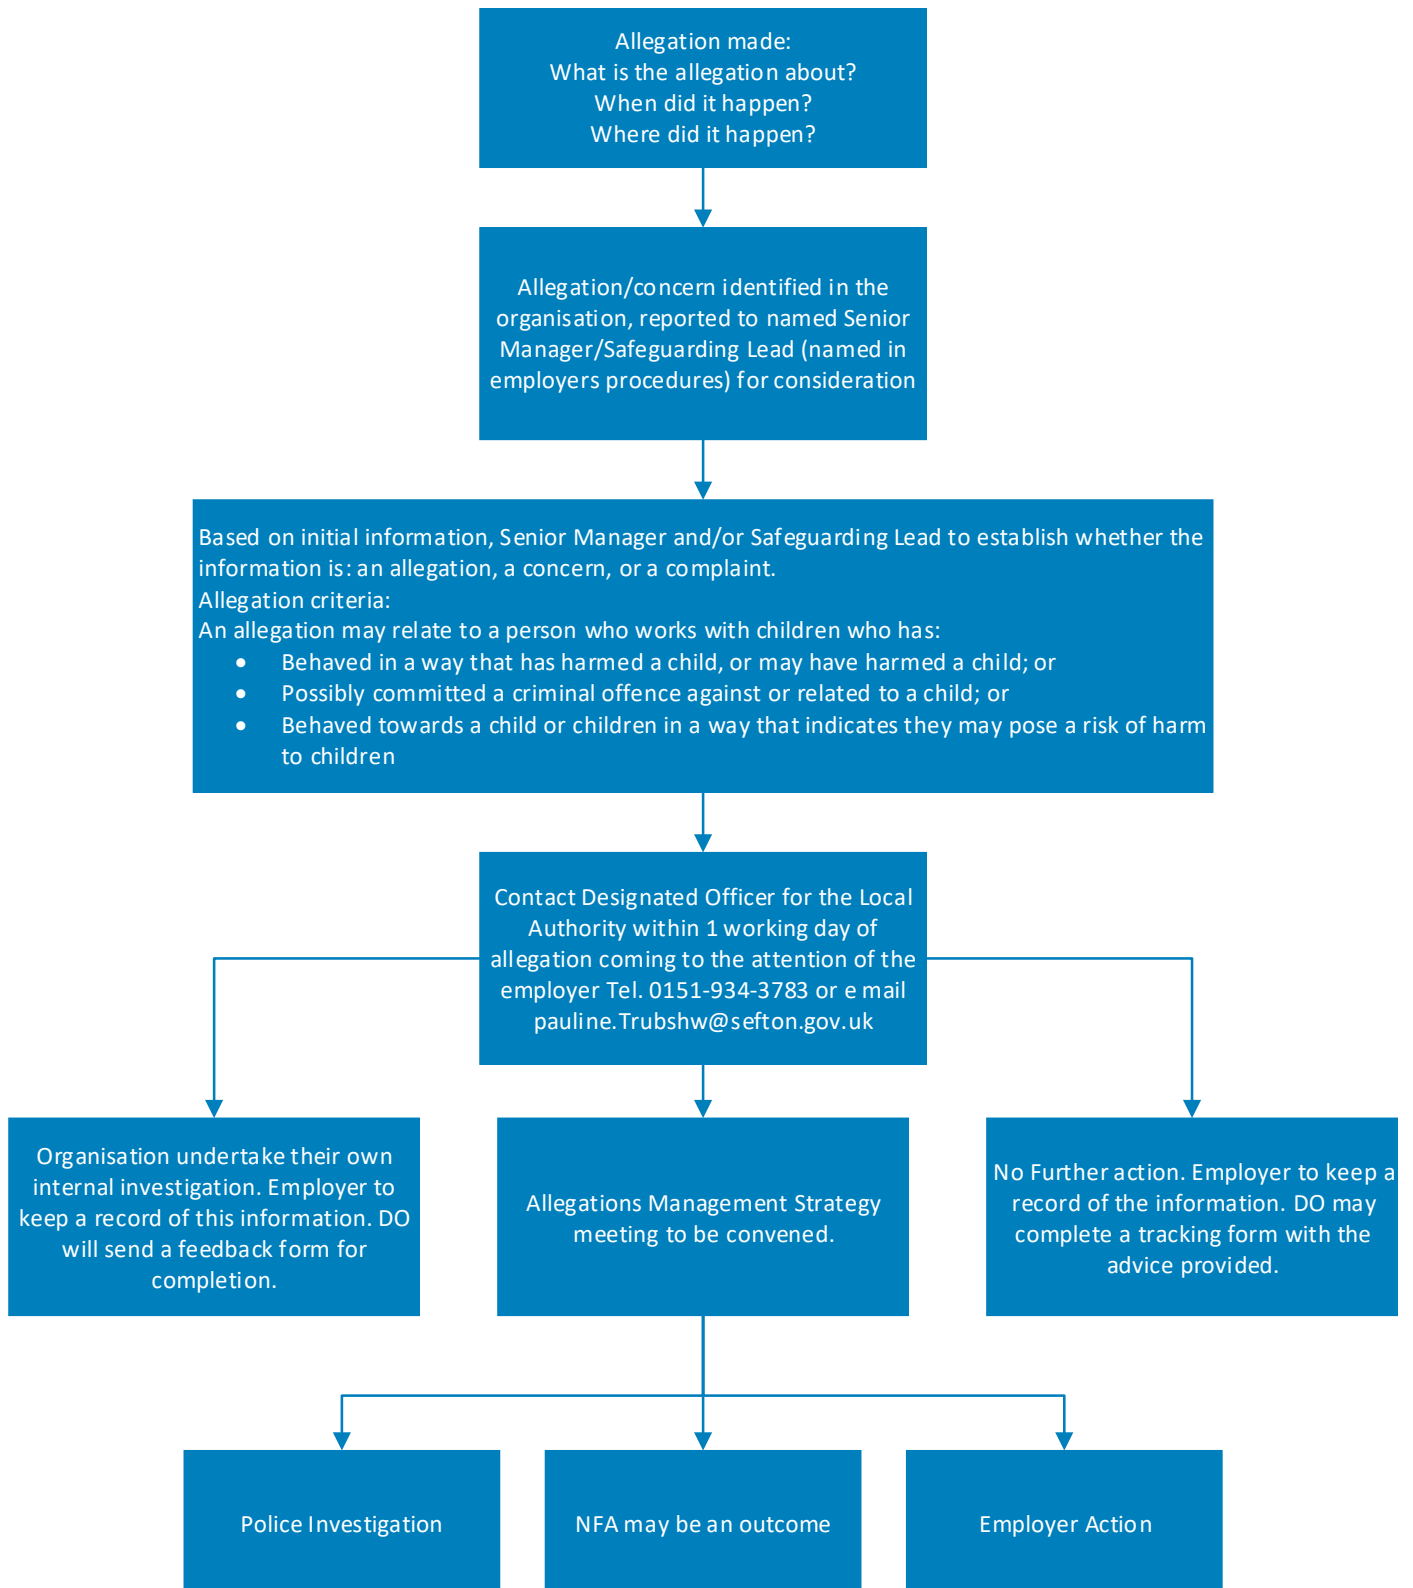 Allegation made:
What is the allegation about?
When did it happen?
Where did it happen?
Allegation/concern identified in the
organisation, reported to named Senior
Manager/Safeguarding Lead (named in
employers procedures) for consideration
Based on initial information, Senior Manager and/or Safeguarding Lead to establish whether the
information is: an allegation, a concern, or a complaint.
Allegation criteria:
An allegation may relate to a person who works with children who has:
• Behaved in a way that has harmed a child, or may have harmed a child; or
• Possibly committed a criminal offence against or related to a child; or
• Behaved towards a child or children in a way that indicates they may pose a risk of harm
to children
Contact Designated Officer for the Local
Authority within 1 working day of
allegation coming to the attention of the
employer Tel. 0151-934-3783 or e mail
pauline.Trubshw@sefton.gov.uk
Organisation undertake their own
internal investigation. Employer to
keep a record of this information. DO
will send a feedback form for
completion.
Allegations Management Strategy
meeting to be convened.
No Further action. Employer to keep a
record of the information. DO may
complete a tracking form with the
advice provided.
Police Investigation
NFA may be an outcome
Employer Action